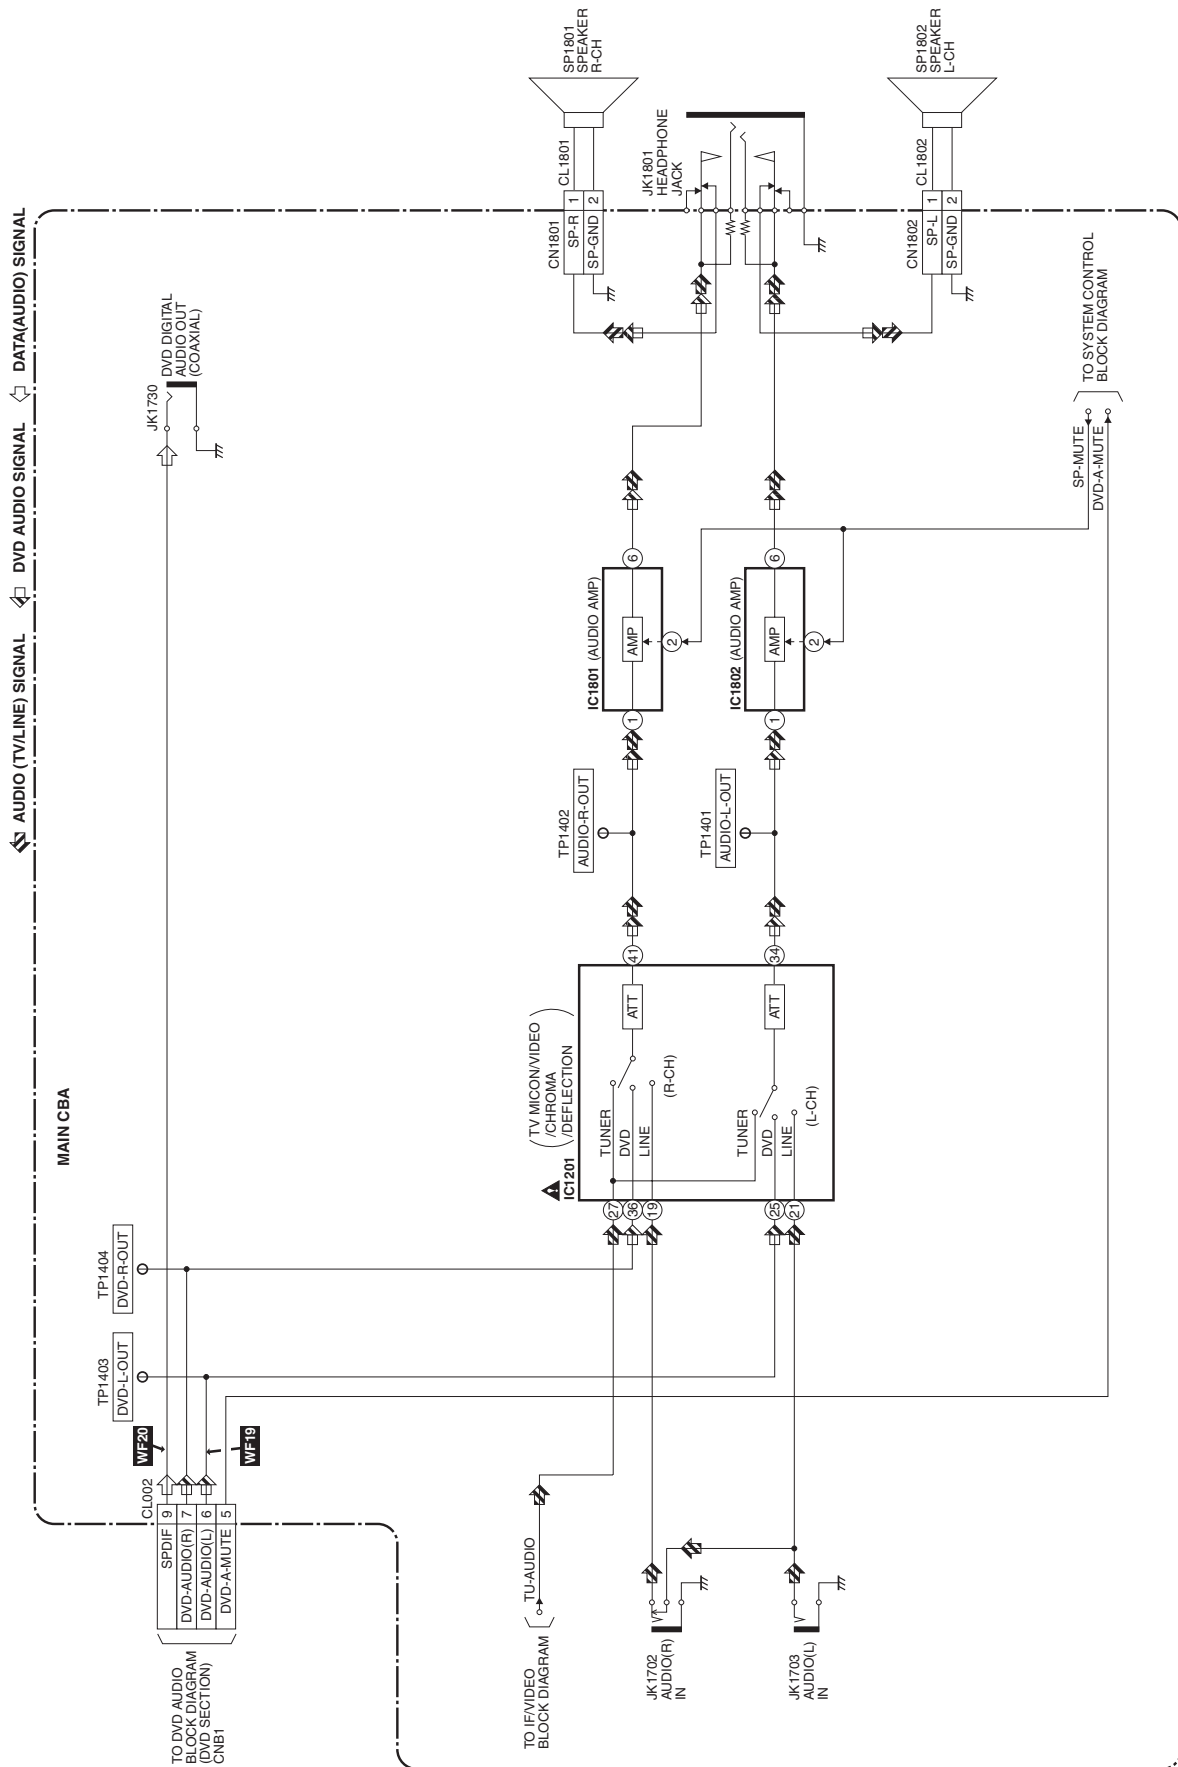 AUDIO (TV/LINE) SIGNAL
DVD AUDIO SIGNAL
DATA(AUDIO) SIGNAL
MAIN CBA
TO DVD AUDIO
BLOCK DIAGRAM
(DVD SECTION)
CNB1
CL002
SPDIF 9
DVD-AUDIO(R) 7
DVD-AUDIO(L) 6
DVD-A-MUTE 5
WF20
WF19
TP1403
DVD-L-OUT
TP1404
DVD-R-OUT
JK1730
DVD DIGITAL
AUDIO OUT
(COAXIAL)
TO IF/VIDEO
BLOCK DIAGRAM
TU-AUDIO
JK1702
AUDIO(R)
IN
JK1703
AUDIO(L)
IN
IC1201
(TV MICON/VIDEO
/CHROMA
/DEFLECTION)
27
36
19
25
21
TUNER
DVD
LINE
(R-CH)
ATT
41
TUNER
DVD
LINE
(L-CH)
ATT
34
TP1402
AUDIO-R-OUT
TP1401
AUDIO-L-OUT
IC1801 (AUDIO AMP)
1
AMP
2
6
IC1802 (AUDIO AMP)
1
AMP
2
6
SP-MUTE
DVD-A-MUTE
TO SYSTEM CONTROL
BLOCK DIAGRAM
CN1801
SP-R 1
SP-GND 2
CL1801
SP1801
SPEAKER
R-CH
JK1801
HEADPHONE
JACK
CN1802
SP-L 1
SP-GND 2
CL1802
SP1802
SPEAKER
L-CH